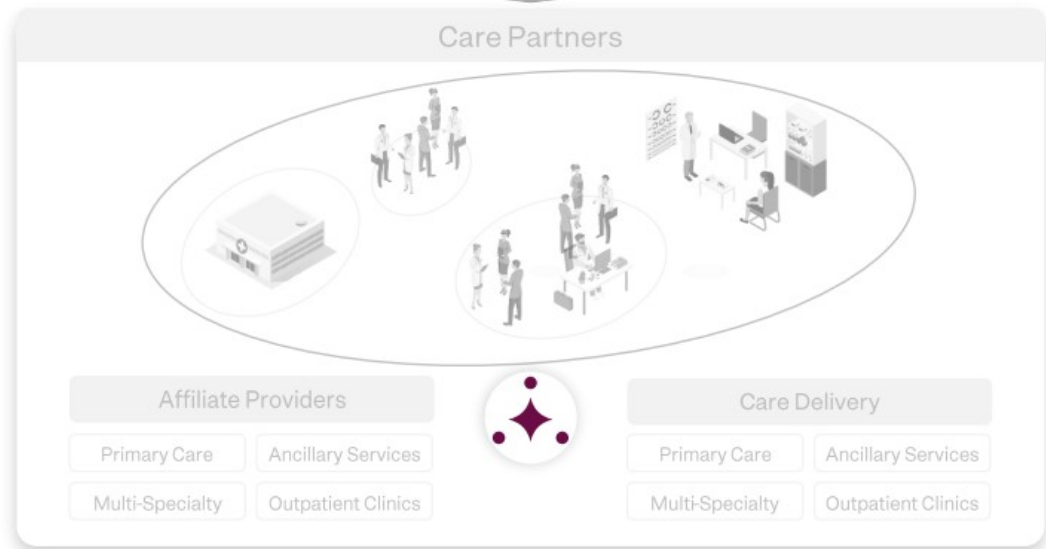 Care Partners
Affiliate Providers
Primary Care
Ancillary Services
Multi-Specialty
Outpatient Clinics
Care Delivery
Primary Care
Ancillary Services
Multi-Specialty
Outpatient Clinics